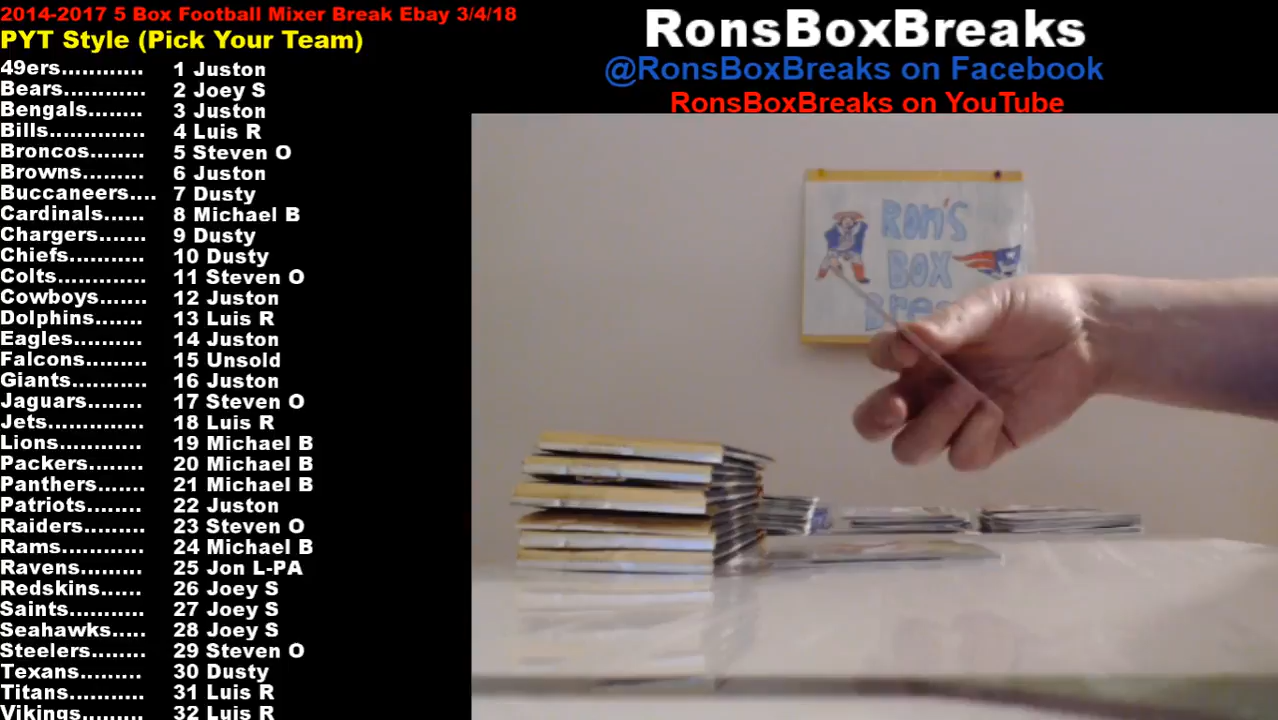 2014-2017 5 Box Football Mixer Break Ebay 3/4/18
PYT Style (Pick Your Team)
49ers............ 1 Juston
Bears............ 2 Joey S
Bengals........ 3 Juston
Bills.............. 4 Luis R
Broncos........ 5 Steven O
Browns......... 6 Juston
Buccaneers.... 7 Dusty
Cardinals...... 8 Michael B
Chargers....... 9 Dusty
Chiefs........... 10 Dusty
Colts............. 11 Steven O
Cowboys....... 12 Juston
Dolphins....... 13 Luis R
Eagles.......... 14 Juston
Falcons......... 15 Unsold
Giants........... 16 Juston
Jaguars........ 17 Steven O
Jets.............. 18 Luis R
Lions............ 19 Michael B
Packers........ 20 Michael B
Panthers....... 21 Michael B
Patriots........ 22 Juston
Raiders......... 23 Steven O
Rams............ 24 Michael B
Ravens......... 25 Jon L-PA
Redskins...... 26 Joey S
Saints........... 27 Joey S
Seahawks..... 28 Joey S
Steelers........ 29 Steven O
Texans......... 30 Dusty
Titans........... 31 Luis R
Vikings......... 32 Luis R
RonsBoxBreaks
@RonsBoxBreaks on Facebook
RonsBoxBreaks on YouTube
RON'S
BOX